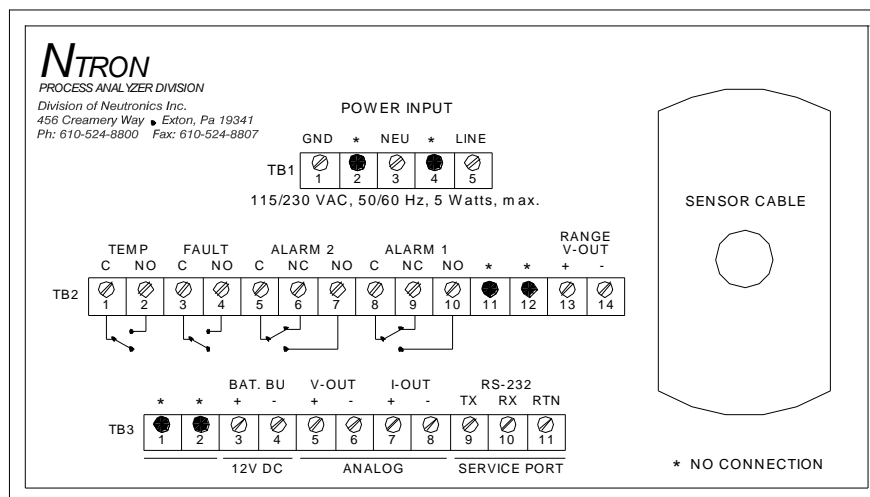 NTRON
PROCESS ANALYZER DIVISION
Division of Neutronics Inc.
456 Creamery Way • Exton, Pa 19341
Ph: 610-524-8800 Fax: 610-524-8807
POWER INPUT
GND * NEU * LINE
TB1
1 2 3 4 5
115/230 VAC, 50/60 Hz, 5 Watts, max.
SENSOR CABLE
TEMP FAULT ALARM 2 ALARM 1 RANGE V-OUT
C NO C NO C NC NO C NC NO * * + -
TB2
1 2 3 4 5 6 7 8 9 10 11 12 13 14
BAT. BU V-OUT I-OUT RS-232
* * + - + - + - TX RX RTN
TB3
1 2 3 4 5 6 7 8 9 10 11
12V DC ANALOG SERVICE PORT
* NO CONNECTION